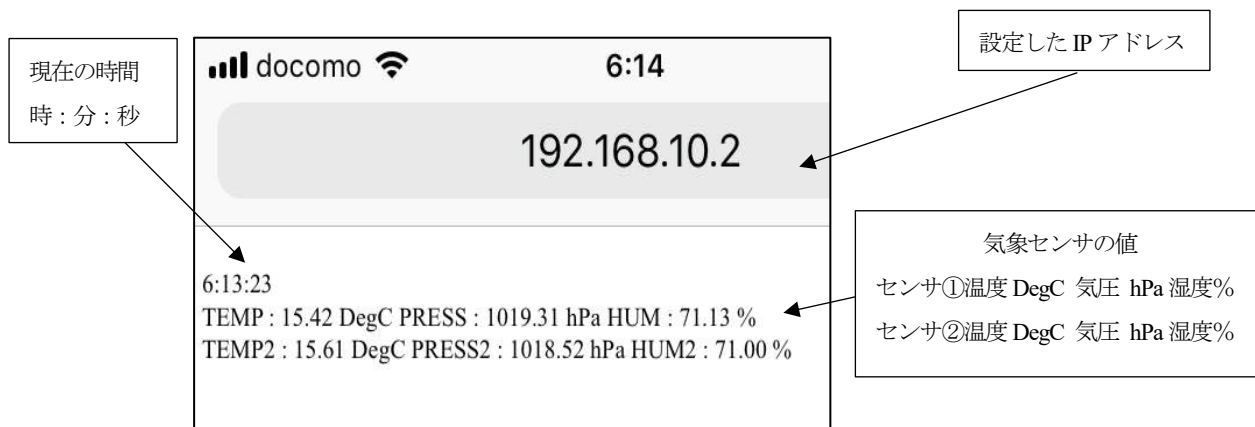 現在の時間
時：分：秒
docomo
6:14
192.168.10.2
設定した IP アドレス
6:13:23
TEMP : 15.42 DegC PRESS : 1019.31 hPa HUM : 71.13 %
TEMP2 : 15.61 DegC PRESS2 : 1018.52 hPa HUM2 : 71.00 %
気象センサの値
センサ①温度 DegC 気圧 hPa 湿度%
センサ②温度 DegC 気圧 hPa 湿度%